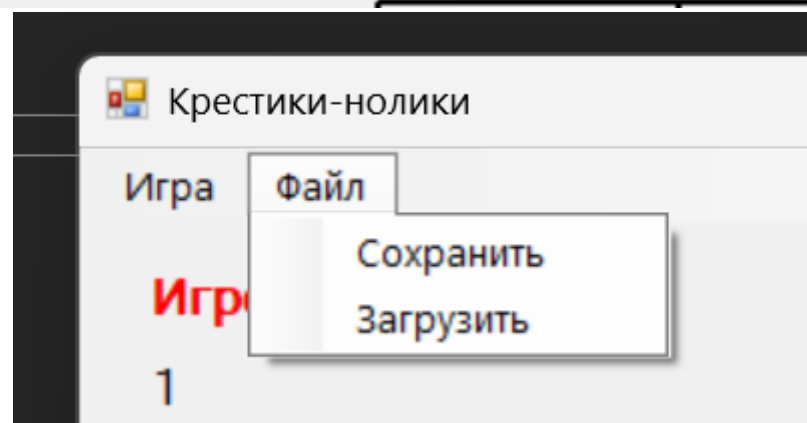 Крестики-нолики
Игра Файл
Сохранить
Загрузить
1